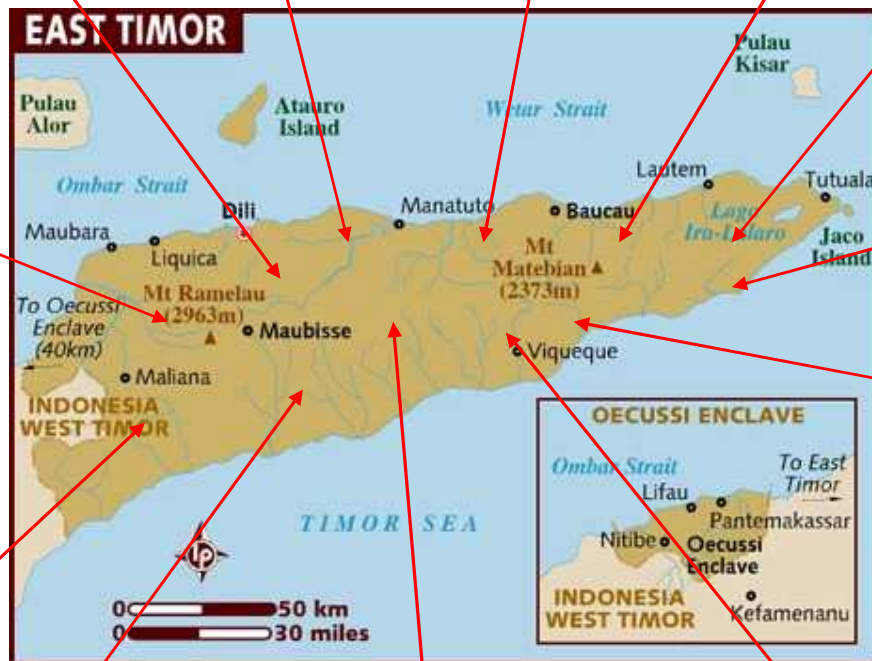 EAST TIMOR
Pulau
Kisar
Pulau
Alor
Atauro
Island
Wetar Strait
Ombar Strait
Lautem
Tutuala
Dili
Manatuto
Baucau
Lago
Ira-Lalaro
Maubara
Liquica
Jaco
Island
Mt
Matebian
(2373m)
Mt Ramelau
(2963m)
To Oecussi
Enclave
(40km)
Maubisse
Viqueque
Maliana
INDONESIA
WEST TIMOR
OECUSSI ENCLAVE
Ombar Strait
To East
Timor
Lifau
Pantemakassar
Nitibe
Oecussi
Enclave
INDONESIA
WEST TIMOR
Kefamenanu
TIMOR SEA
lp
0 50 km
0 30 miles